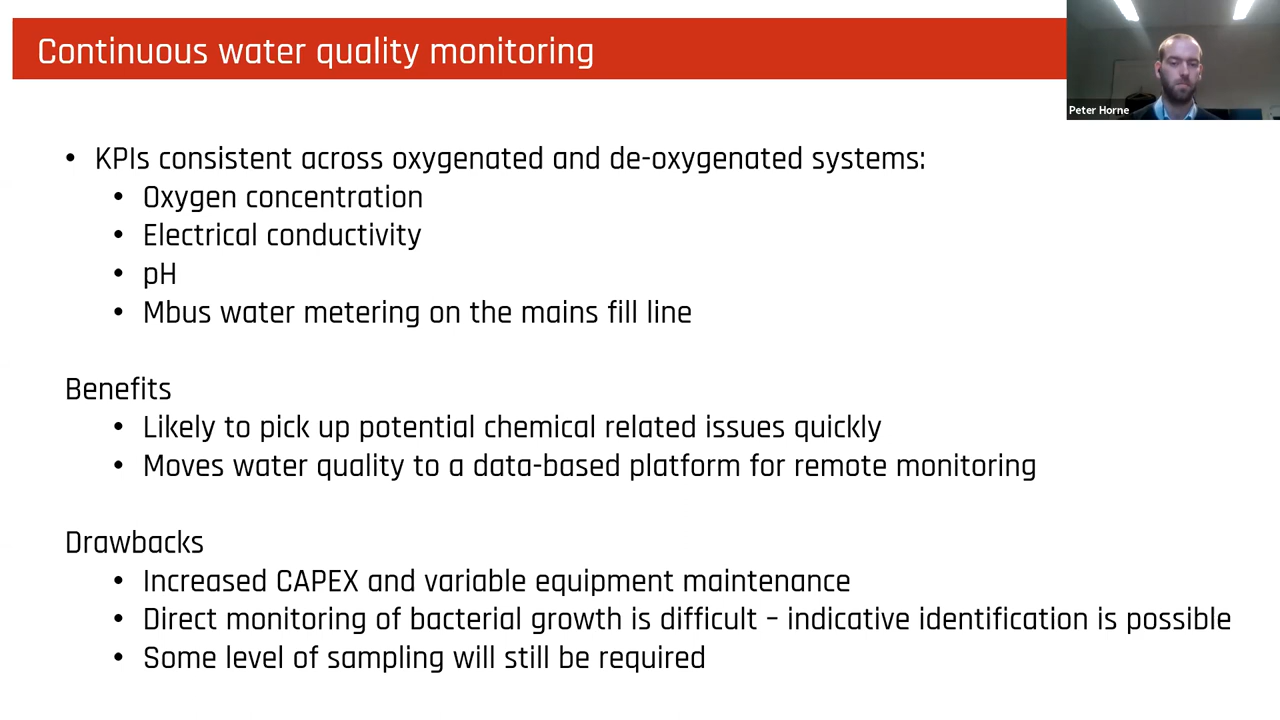 Continuous water quality monitoring
Peter Horne
• KPIs consistent across oxygenated and de-oxygenated systems:
• Oxygen concentration
• Electrical conductivity
• pH
• Mbus water metering on the mains fill line
Benefits
• Likely to pick up potential chemical related issues quickly
• Moves water quality to a data-based platform for remote monitoring
Drawbacks
• Increased CAPEX and variable equipment maintenance
• Direct monitoring of bacterial growth is difficult – indicative identification is possible
• Some level of sampling will still be required